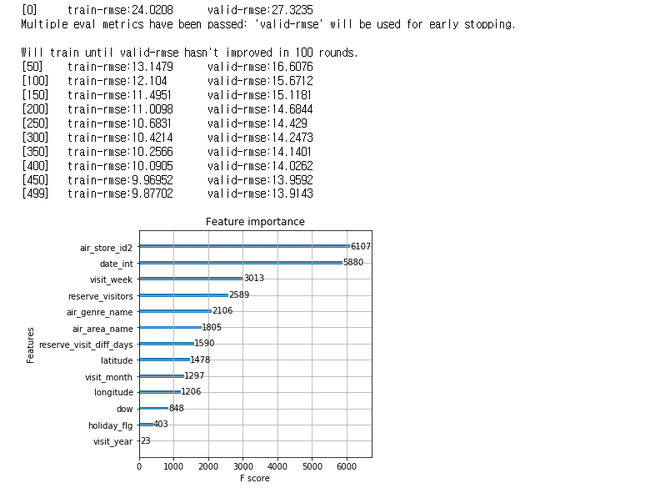 [0] train-rmse:24.0208 valid-rmse:27.3235
Multiple eval metrics have been passed: 'valid-rmse' will be used for early stopping.
Will train until valid-rmse hasn't improved in 100 rounds.
[50] train-rmse:13.1479 valid-rmse:16.6076
[100] train-rmse:12.104 valid-rmse:15.6712
[150] train-rmse:11.4951 valid-rmse:15.1181
[200] train-rmse:11.0098 valid-rmse:14.6844
[250] train-rmse:10.6831 valid-rmse:14.429
[300] train-rmse:10.4214 valid-rmse:14.2473
[350] train-rmse:10.2566 valid-rmse:14.1401
[400] train-rmse:10.0905 valid-rmse:14.0262
[450] train-rmse:9.96952 valid-rmse:13.9592
[499] train-rmse:9.87702 valid-rmse:13.9143
Feature importance
air_store_id2 6107
date_int 5880
visit_week 3013
reserve_visitors 2589
air_genre_name 2106
air_area_name 1805
reserve_visit_diff_days 1590
latitude 1478
visit_month 1297
longitude 1206
dow 848
holiday_flg 403
visit_year 23
Features
0 1000 2000 3000 4000 5000 6000
F score